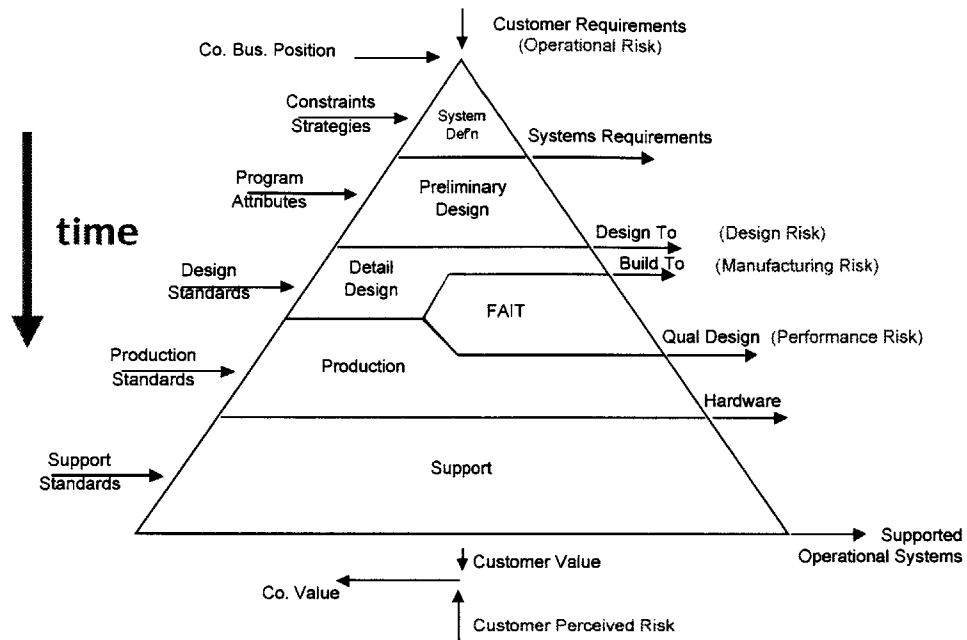 Customer Requirements
(Operational Risk)
Co. Bus. Position
Constraints
Strategies
System
Def'n
Systems Requirements
Program
Attributes
Preliminary
Design
time
Design To (Design Risk)
Build To (Manufacturing Risk)
Detail
Design
Design
Standards
FAIT
Qual Design (Performance Risk)
Production
Standards
Production
Hardware
Support
Standards
Support
Supported
Operational Systems
Customer Value
Co. Value
Customer Perceived Risk